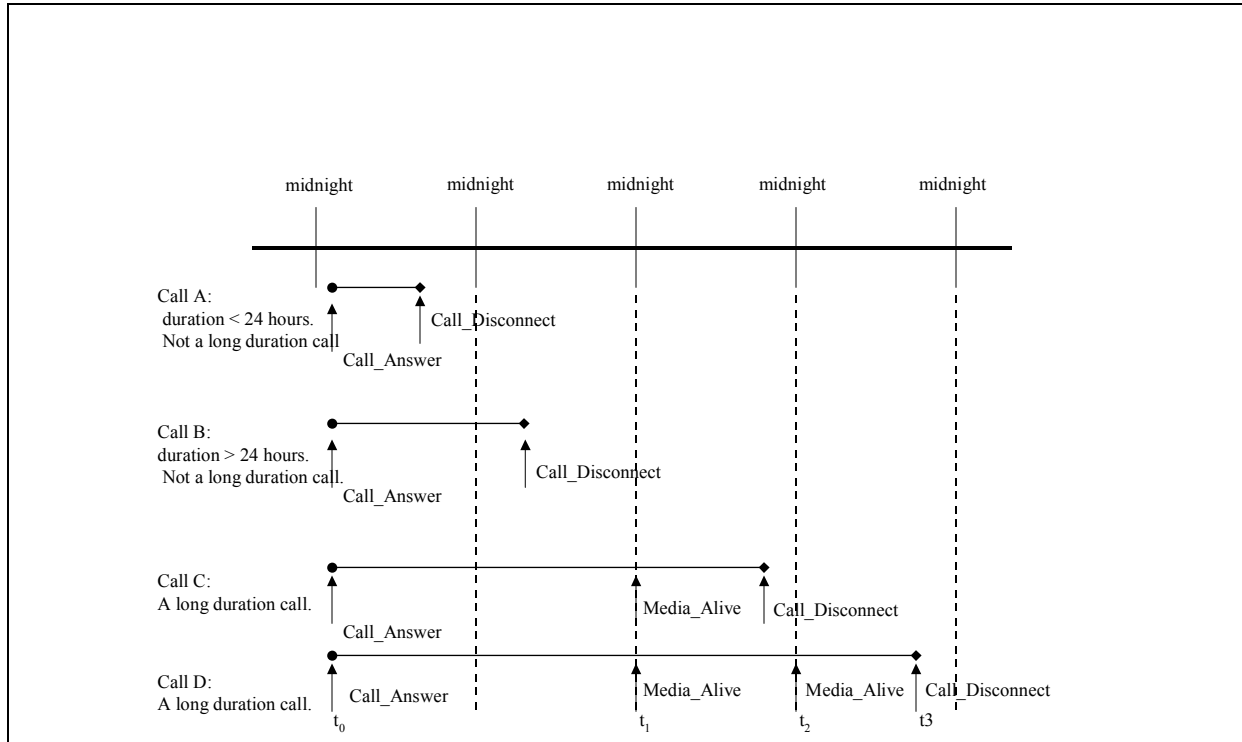 midnight midnight midnight midnight midnight
Call A:
duration < 24 hours.
Not a long duration call
Call_Answer
Call_Disconnect
Call B:
duration > 24 hours.
Not a long duration call.
Call_Answer
Call_Disconnect
Call C:
A long duration call.
Call_Answer
Media_Alive
Call_Disconnect
Call D:
A long duration call.
Call_Answer
Media_Alive
Media_Alive
Call_Disconnect
t0 t1 t2 t3